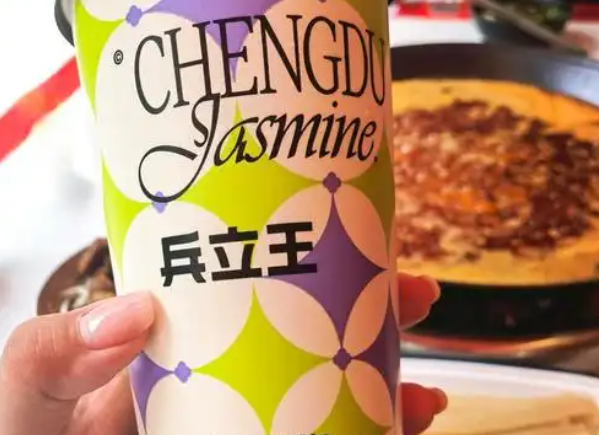 ©
CHENGDU
Jasmine
兵立王